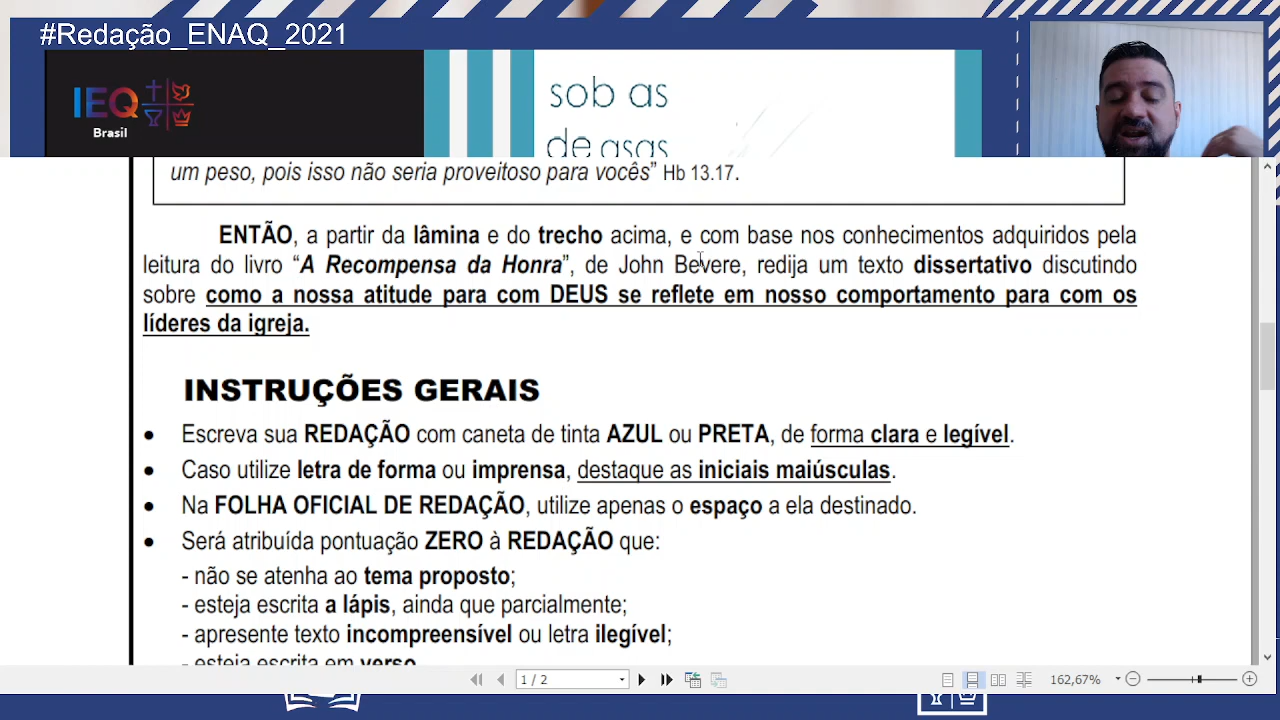 #Redação_ENAQ_2021
IEQ
Brasil
sob as
de asas
um peso, pois isso não seria proveitoso para vocês” Hb 13.17.
ENTÃO, a partir da lâmina e do trecho acima, e com base nos conhecimentos adquiridos pela
leitura do livro “A Recompensa da Honra”, de John Bevere, redija um texto dissertativo discutindo
sobre como a nossa atitude para com DEUS se reflete em nosso comportamento para com os
líderes da igreja.
INSTRUÇÕES GERAIS
• Escreva sua REDAÇÃO com caneta de tinta AZUL ou PRETA, de forma clara e legível.
• Caso utilize letra de forma ou imprensa, destaque as iniciais maiúsculas.
• Na FOLHA OFICIAL DE REDAÇÃO, utilize apenas o espaço a ela destinado.
• Será atribuída pontuação ZERO à REDAÇÃO que:
- não se atenha ao tema proposto;
- esteja escrita a lápis, ainda que parcialmente;
- apresente texto incompreensível ou letra ilegível;
- esteja escrita em verso
1 / 2
162,67%